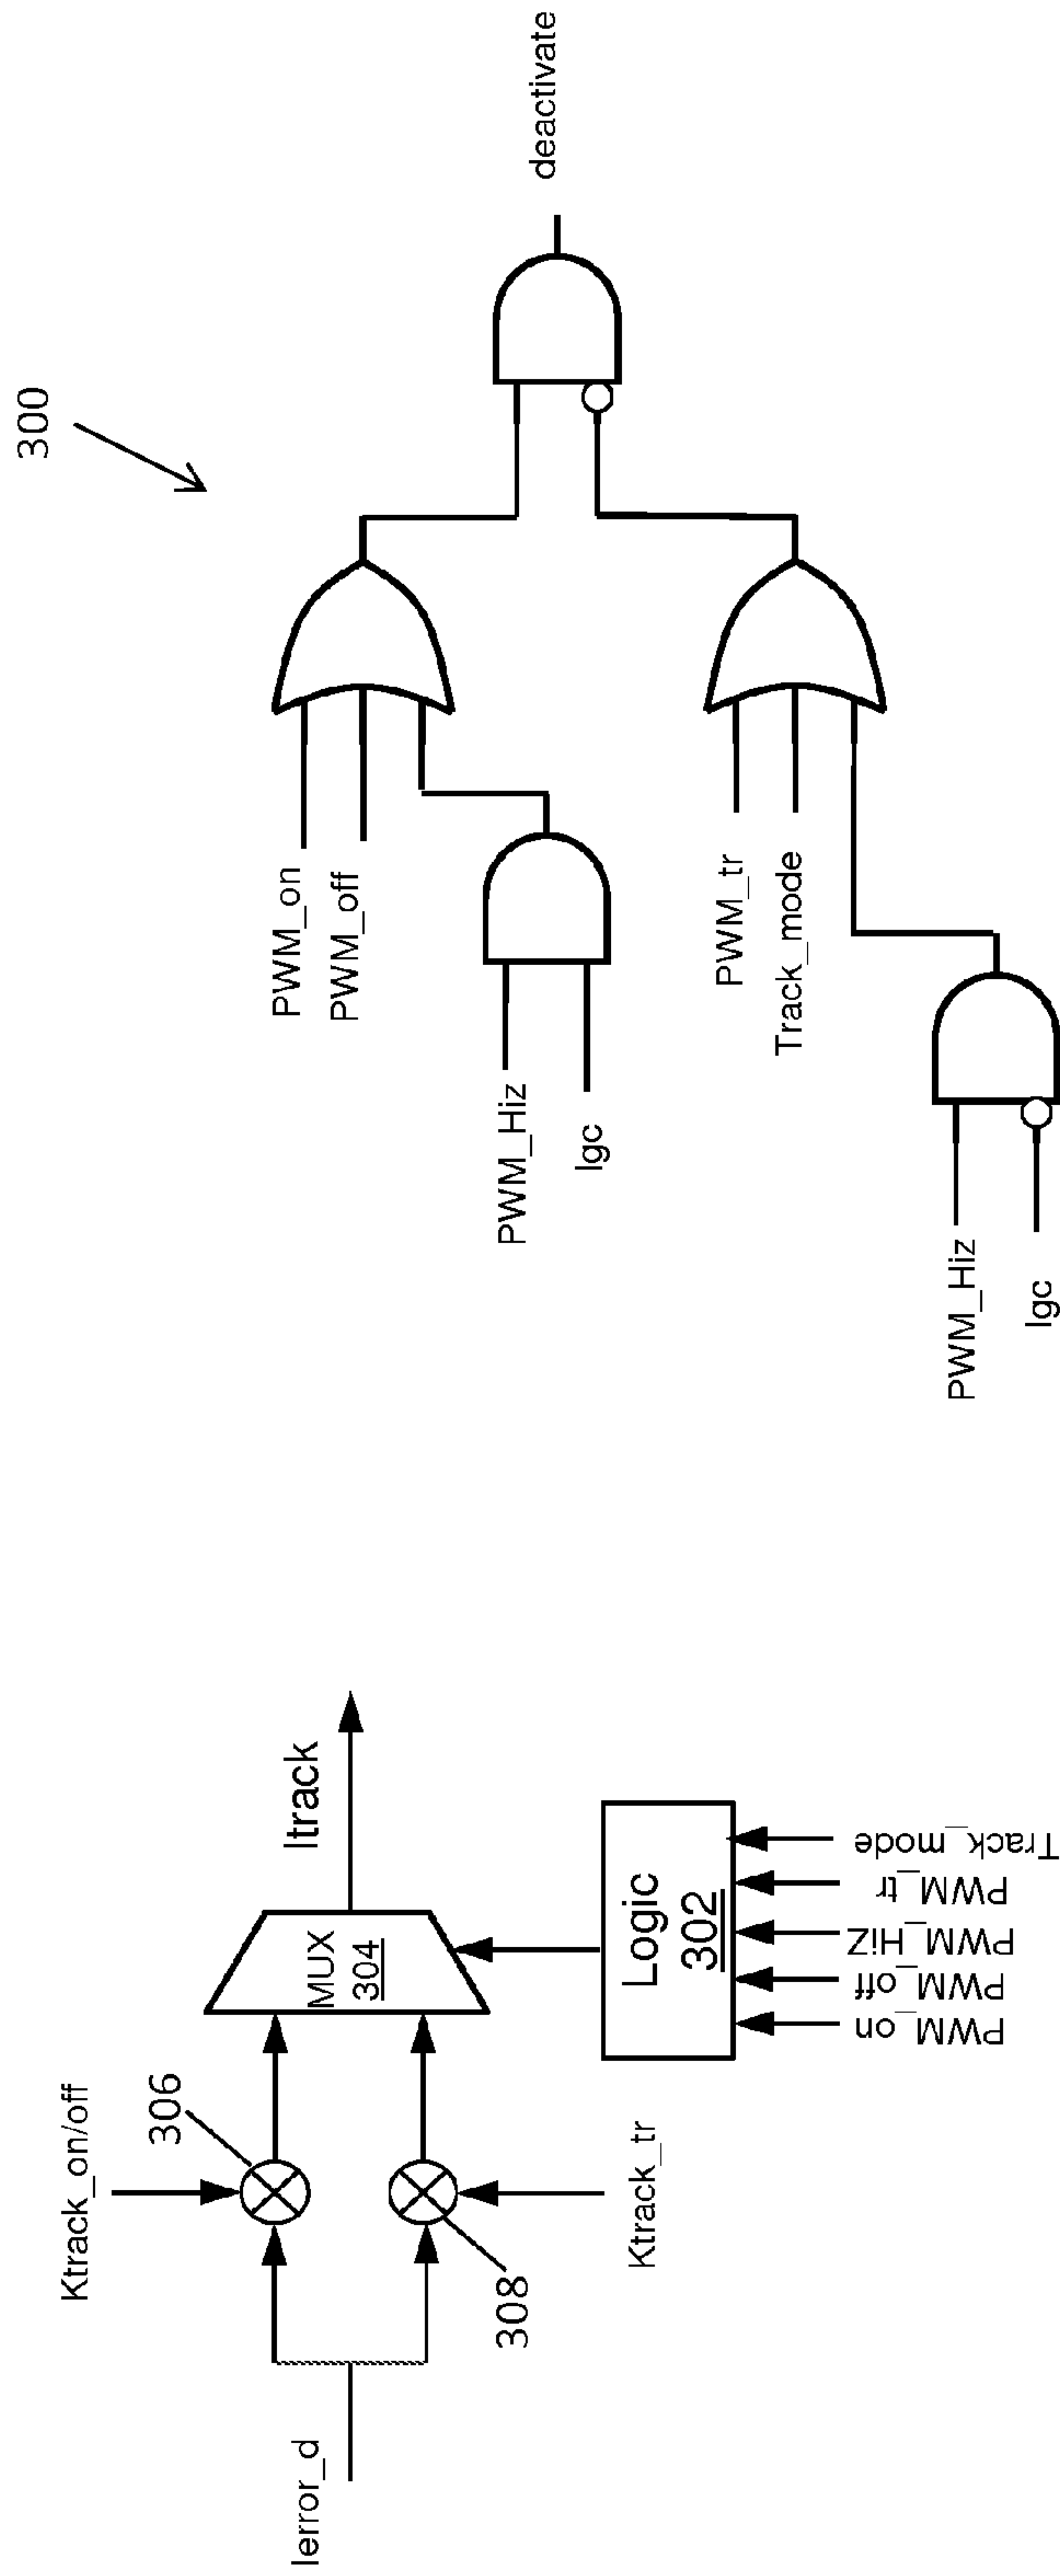 Ierror_d
Ktrack_on/off
306
308
Ktrack_tr
MUX
304
Itrack
Logic
302
PWM_on
PWM_off
PWM_HiZ
PWM_tr
Track_mode
300
PWM_on
PWM_off
PWM_Hiz
Igc
PWM_tr
Track_mode
PWM_Hiz
Igc
deactivate